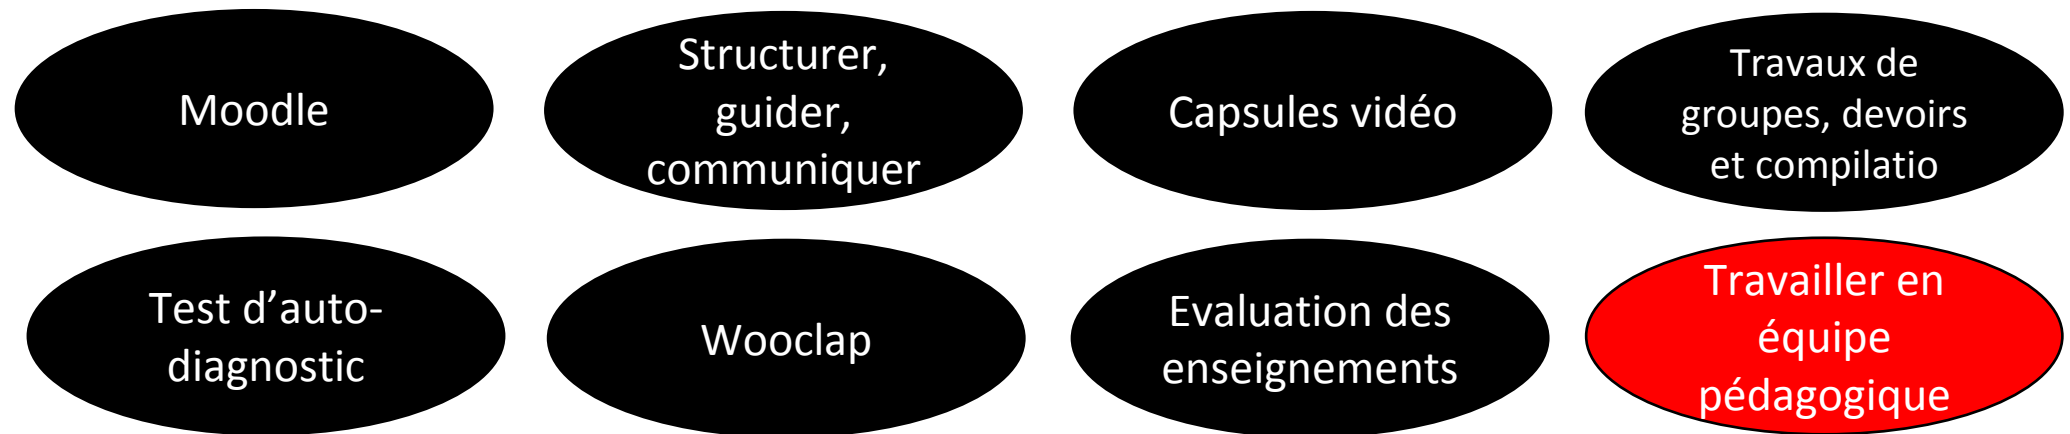 Moodle
Structurer,
guider,
communiquer
Capsules vidéo
Travaux de
groupes, devoirs
et compilatio
Test d’auto-
diagnostic
Wooclap
Evaluation des
enseignements
Travailler en
équipe
pédagogique